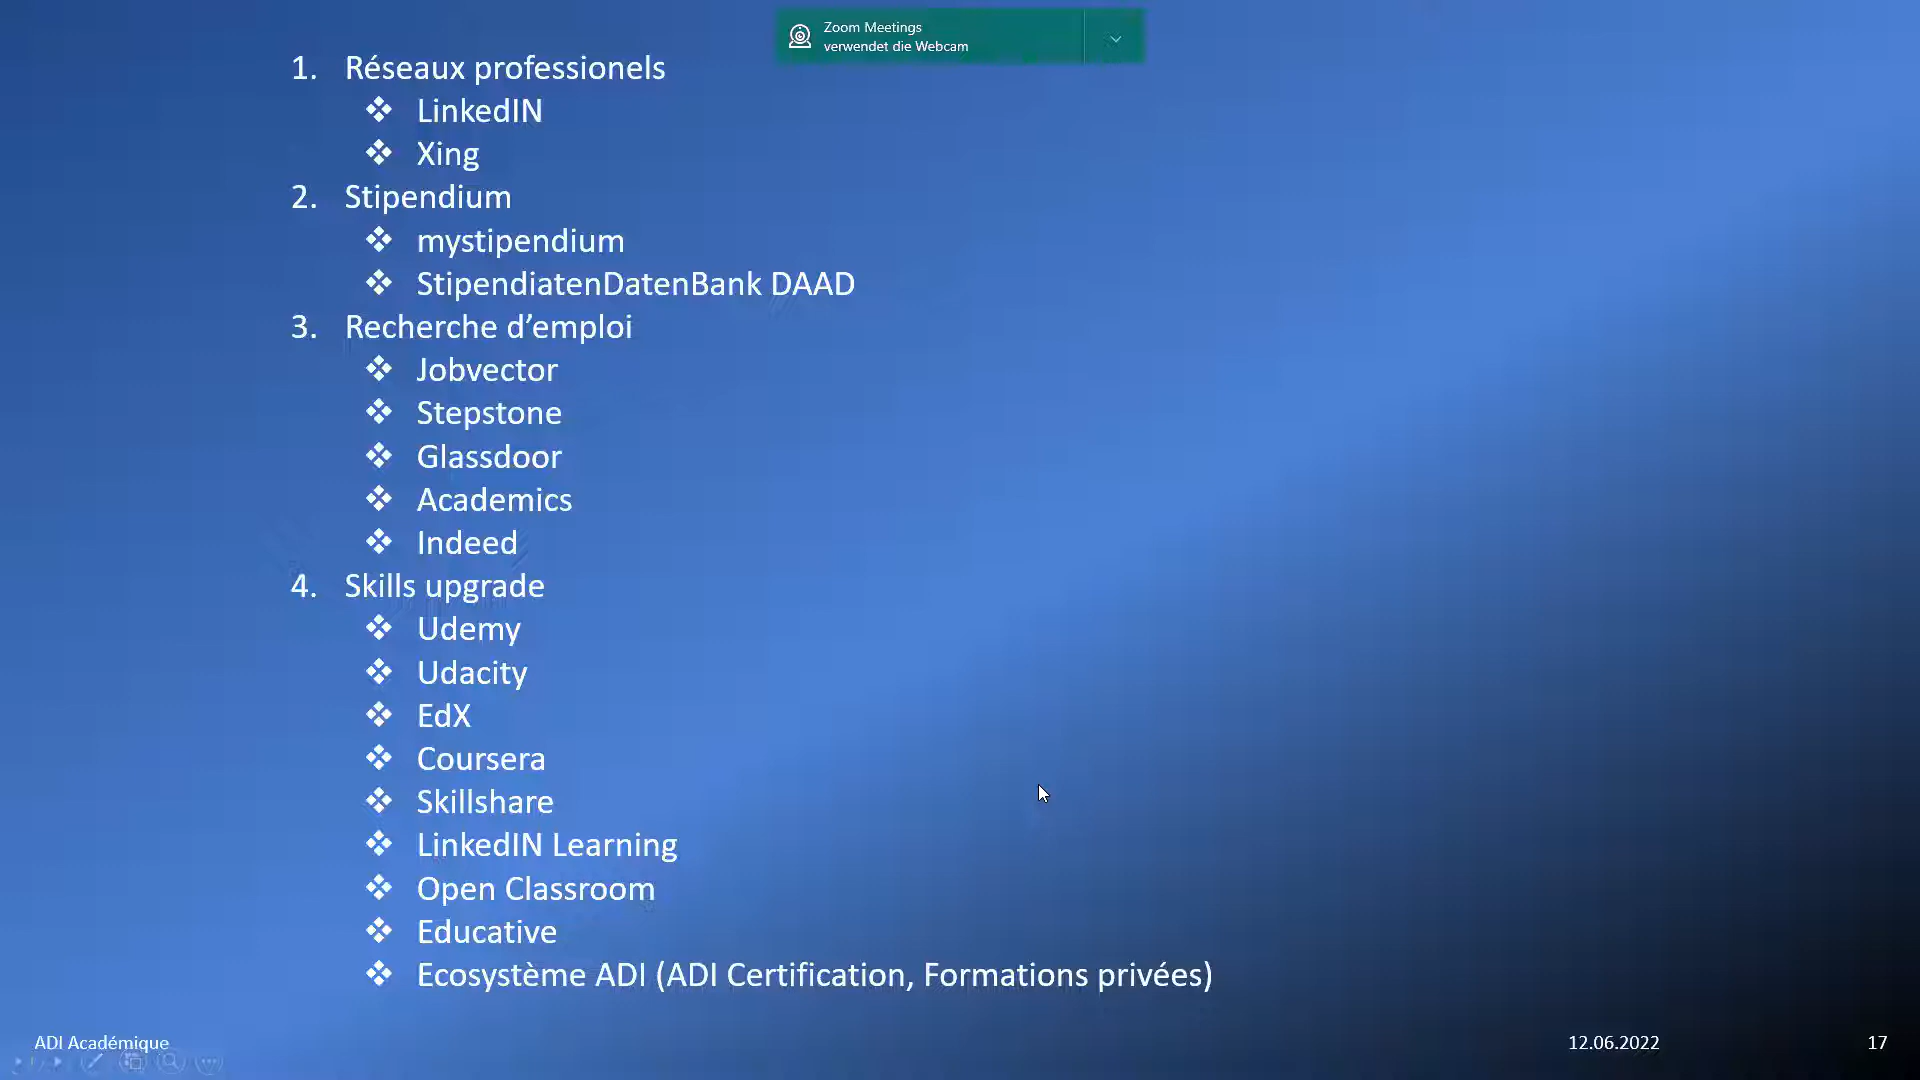 Zoom Meetings
verwendet die Webcam
1. Réseaux professionels
❖ LinkedIN
❖ Xing
2. Stipendium
❖ mystipendium
❖ StipendiatenDatenBank DAAD
3. Recherche d’emploi
❖ Jobvector
❖ Stepstone
❖ Glassdoor
❖ Academics
❖ Indeed
4. Skills upgrade
❖ Udemy
❖ Udacity
❖ EdX
❖ Coursera
❖ Skillshare
❖ LinkedIN Learning
❖ Open Classroom
❖ Educative
❖ Ecosystème ADI (ADI Certification, Formations privées)
ADI Académique
12.06.2022
17